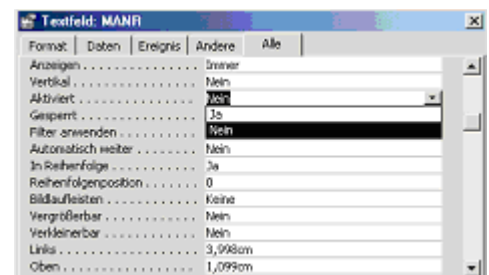 Textfeld: MANR
Format Daten Ereignis Andere Alle
Anzeigen . . . . . . . . . . . . . . . Immer
Vertikal . . . . . . . . . . . . . . . . Nein
Aktiviert . . . . . . . . . . . . . . . Nein
Gesperrt . . . . . . . . . . . . . . . Ja
Filter anwenden . . . . . . . . . . Nein
Automatisch weiter . . . . . . . . Nein
In Reihenfolge . . . . . . . . . . . Ja
Reihenfolgenposition . . . . . . . 0
Bildlaufleisten . . . . . . . . . . . . Keine
Vergrößerbar . . . . . . . . . . . . Nein
Verkleinerbar . . . . . . . . . . . . Nein
Links . . . . . . . . . . . . . . . . . . 3,998cm
Oben . . . . . . . . . . . . . . . . . . 1,099cm